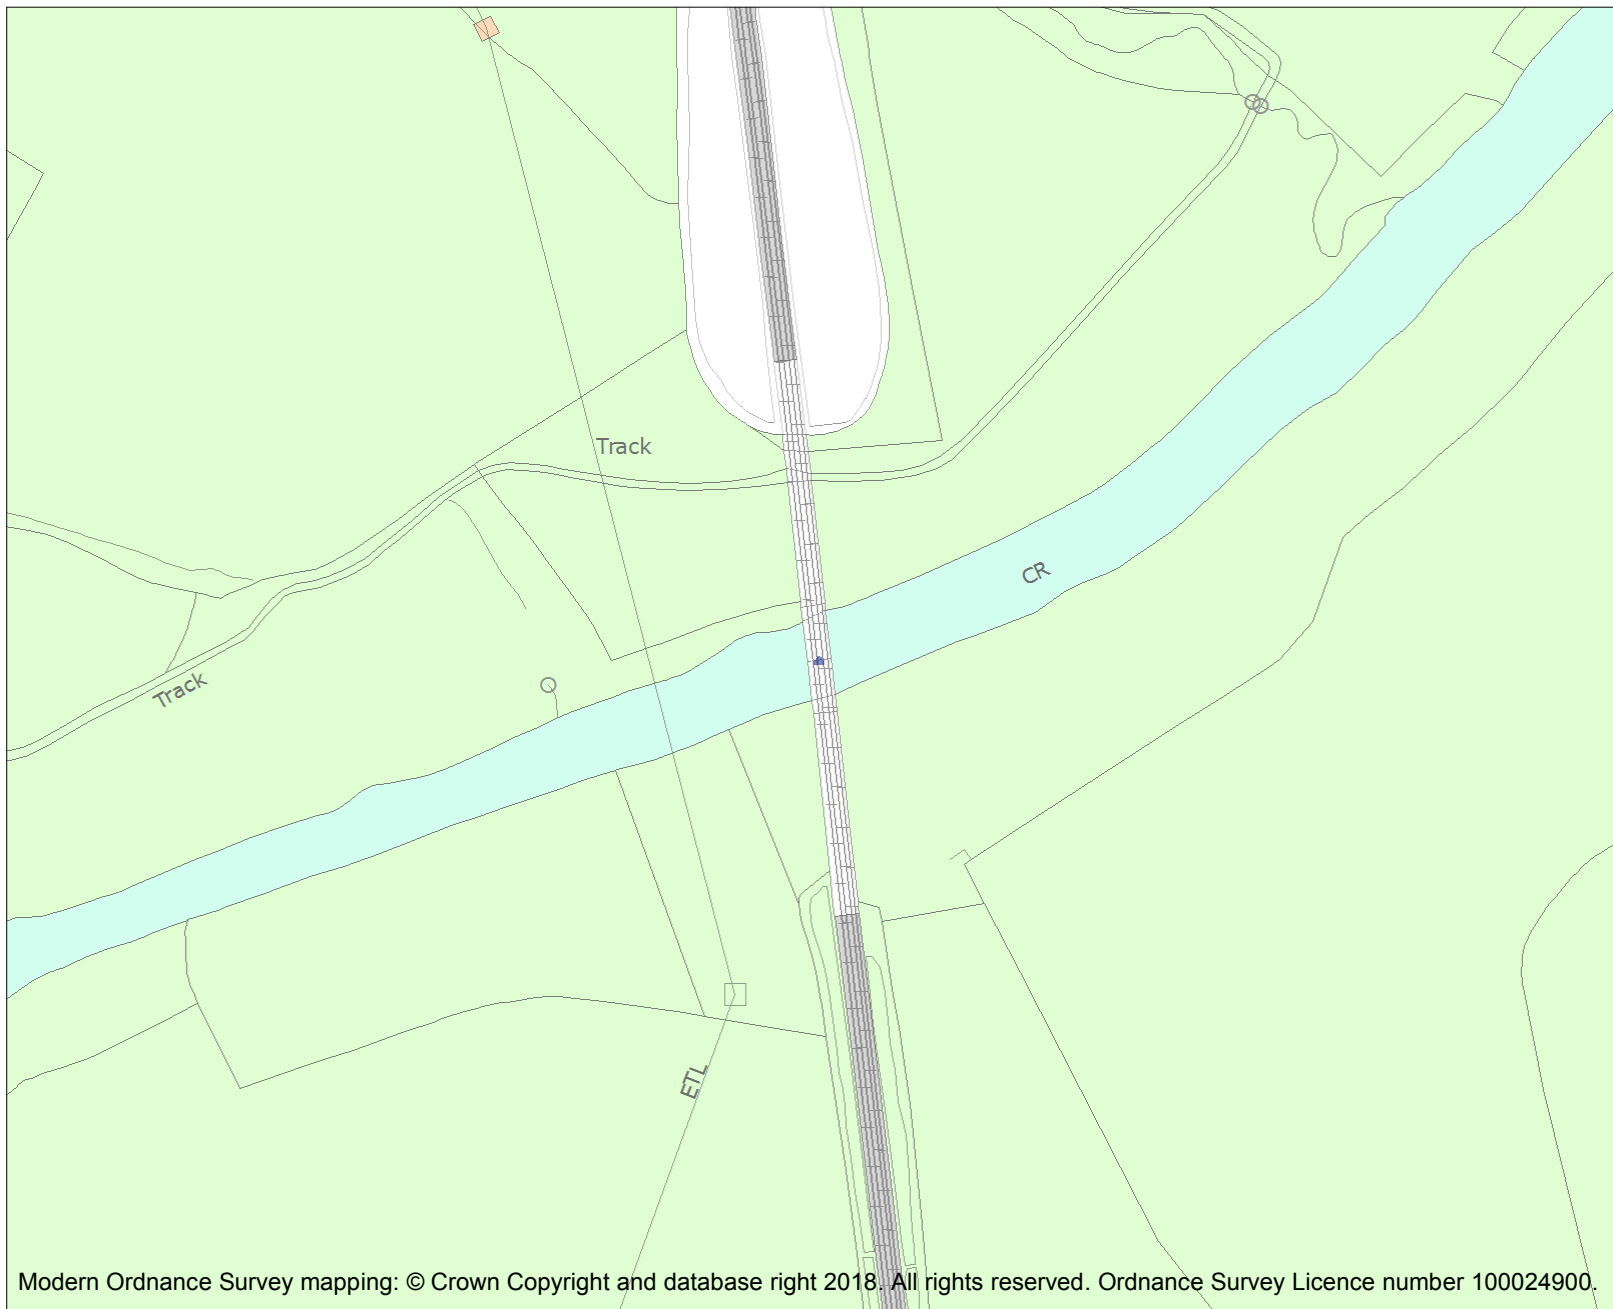 Track
CR
Track
ETL
Modern Ordnance Survey mapping: © Crown Copyright and database right 2018. All rights reserved. Ordnance Survey Licence number 100024900.